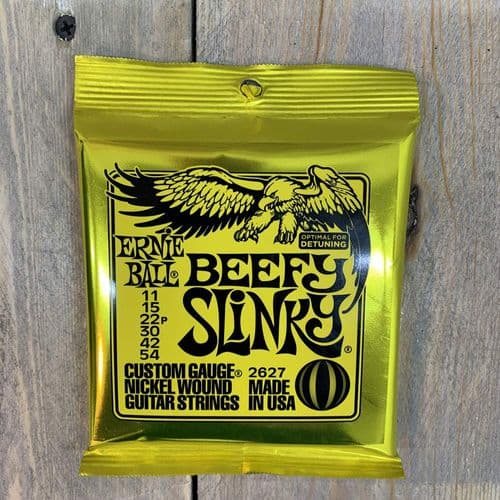 OPTIMAL FOR
DETUNING
ERNIE
BALL®
BEEFY
SLINKY®
11
15
22P
30
42
54
CUSTOM GAUGE® 2627
NICKEL WOUND MADE
GUITAR STRINGS IN USA